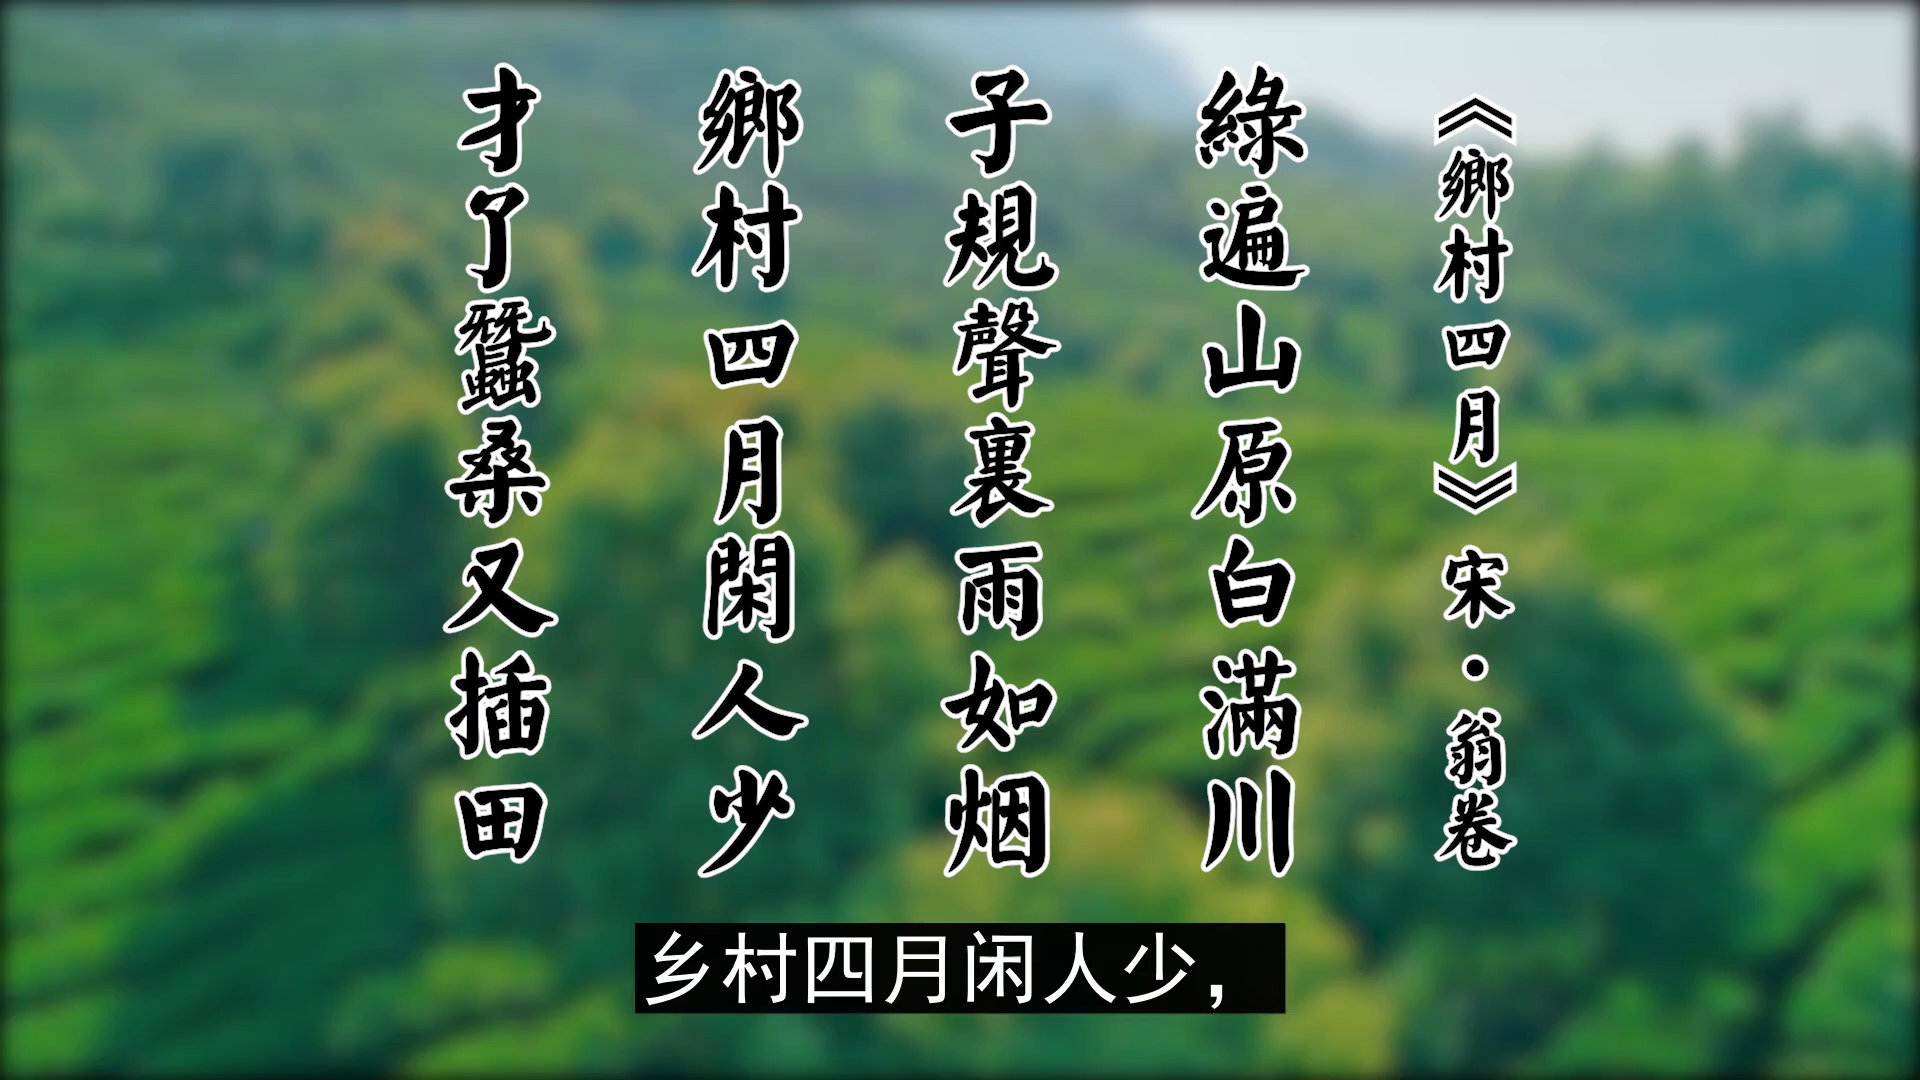 《鄉村四月》宋·翁卷
綠遍山原白滿川
子規聲裏雨如烟
鄉村四月閑人少
才了蠶桑又插田
乡村四月闲人少，